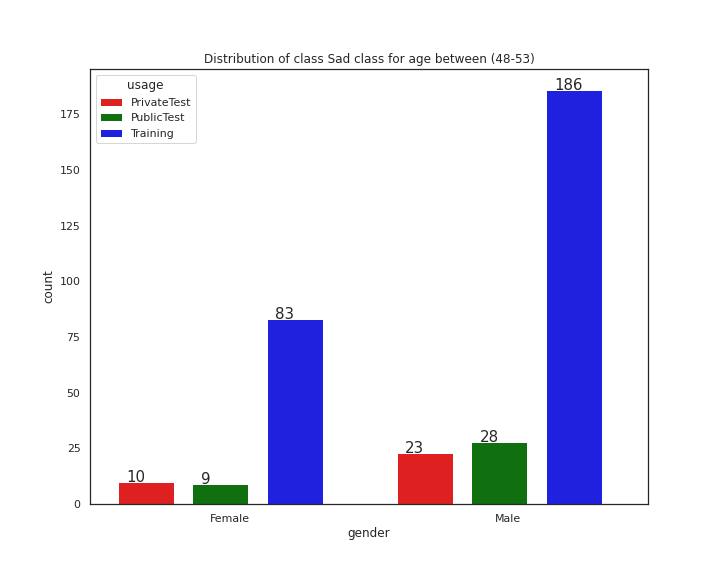 Distribution of class Sad class for age between (48-53)
usage
PrivateTest
PublicTest
Training
count
175
150
125
100
75
50
25
0
10
9
83
23
28
186
Female
Male
gender